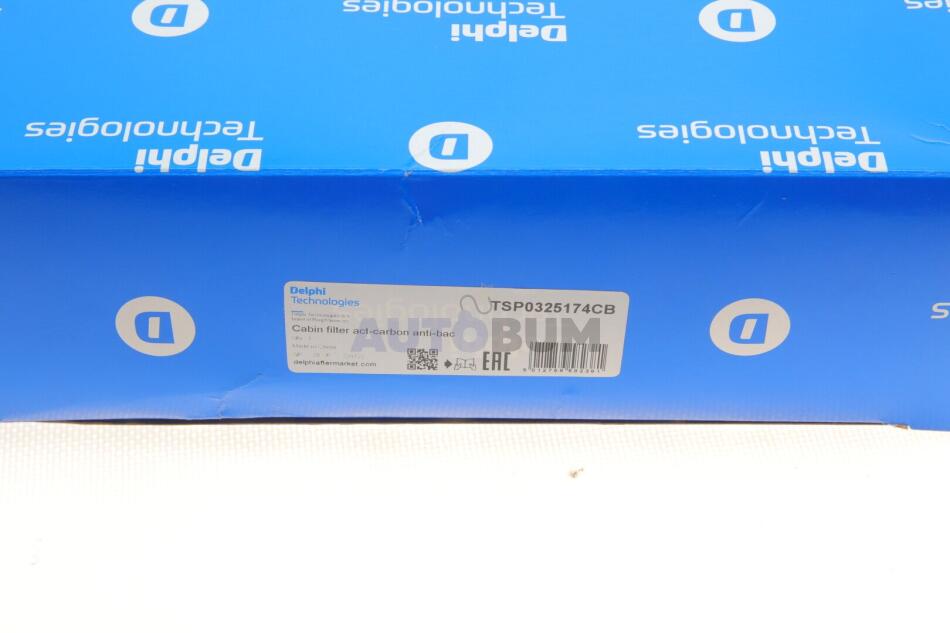 Delphi
Technologies
Delphi
Technologies
Delphi
Technologies
D
D
D
D
D
Delphi
Technologies
TSP0325174CB
Cabin filter act-carbon anti-bac
AUTOBUM
EAC
delphiaftermarket.com